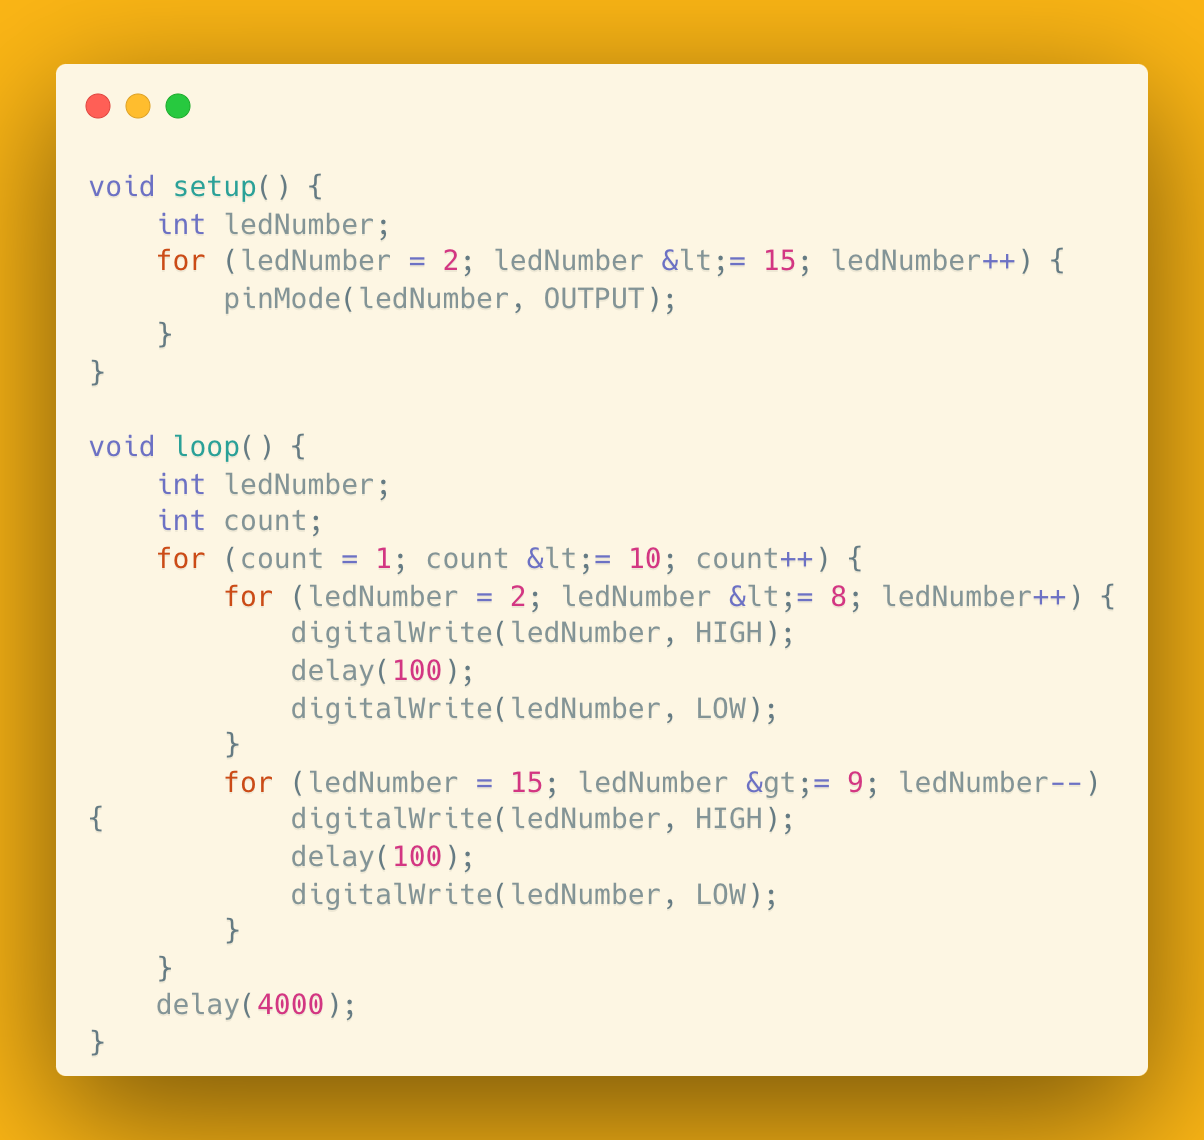 void setup() {
    int ledNumber;
    for (ledNumber = 2; ledNumber &lt;= 15; ledNumber++) {
        pinMode(ledNumber, OUTPUT);
    }
}

void loop() {
    int ledNumber;
    int count;
    for (count = 1; count &lt;= 10; count++) {
        for (ledNumber = 2; ledNumber &lt;= 8; ledNumber++) {
            digitalWrite(ledNumber, HIGH);
            delay(100);
            digitalWrite(ledNumber, LOW);
        }
        for (ledNumber = 15; ledNumber &gt;= 9; ledNumber--)
{           digitalWrite(ledNumber, HIGH);
            delay(100);
            digitalWrite(ledNumber, LOW);
        }
    }
    delay(4000);
}